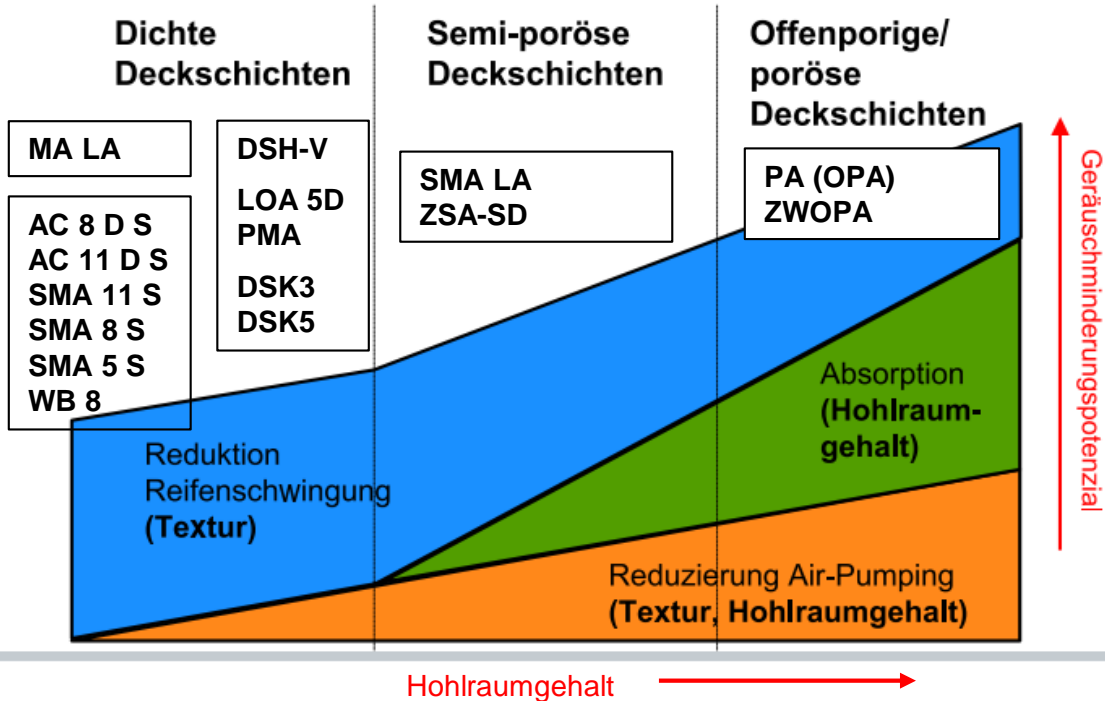 Dichte
Deckschichten
Semi-poröse
Deckschichten
Offenporige/
poröse
Deckschichten
MA LA
AC 8 D S
AC 11 D S
SMA 11 S
SMA 8 S
SMA 5 S
WB 8
DSH-V
LOA 5D
PMA
DSK3
DSK5
SMA LA
ZSA-SD
PA (OPA)
ZWOPA
Geräuschminderungspotenzial
Absorption
(Hohlraum-
gehalt)
Reduktion
Reifenschwingung
(Textur)
Reduzierung Air-Pumping
(Textur, Hohlraumgehalt)
Hohlraumgehalt